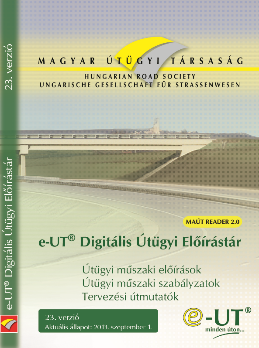 MAGYAR ÚTÜGYI TÁRSASÁG
HUNGARIAN ROAD SOCIETY
UNGARISCHE GESELLSCHAFT FÜR STRASSENWESEN
MAÚT READER 2.0
e-UT® Digitális Útügyi Előírástár
Útügyi műszaki előírások
Útügyi műszaki szabályzatok
Tervezési útmutatók
23. verzió
Aktuális állapot: 2011. szeptember 1.
e-UT®
minden úton...
23. verzió
e-UT® Digitális Útügyi Előírástár